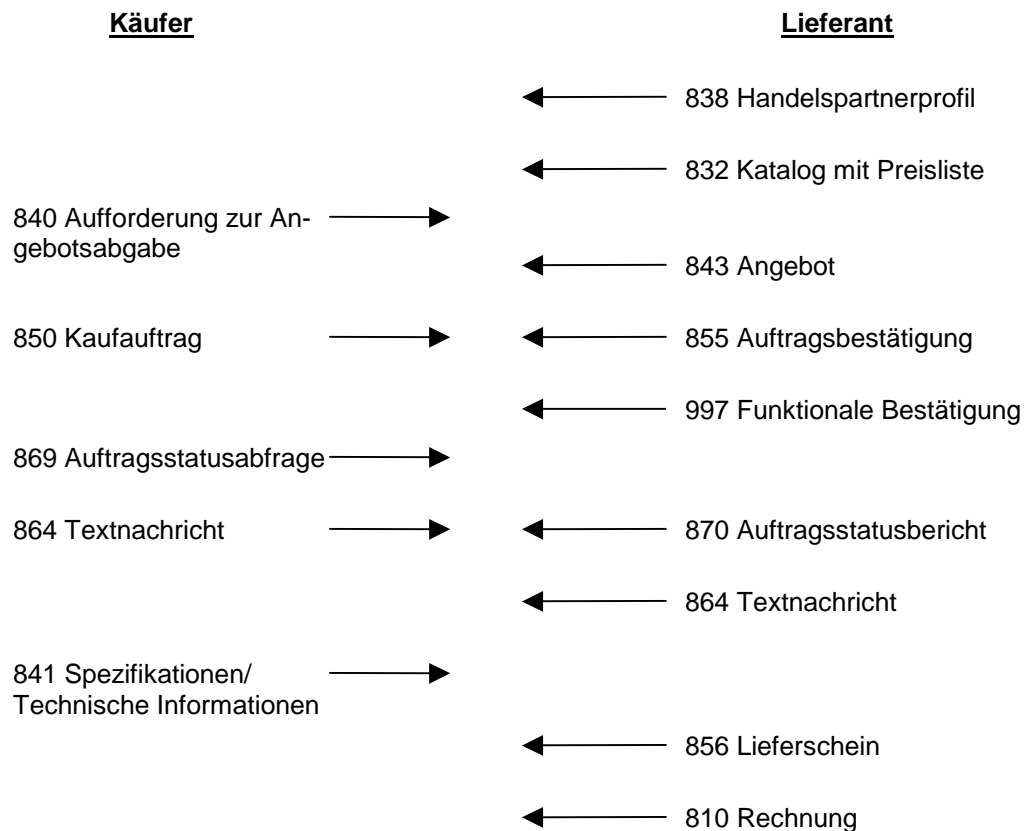 Käufer
Lieferant
838 Handelspartnerprofil
832 Katalog mit Preisliste
840 Aufforderung zur An-
gebotsabgabe
843 Angebot
850 Kaufauftrag
855 Auftragsbestätigung
997 Funktionale Bestätigung
869 Auftragsstatusabfrage
864 Textnachricht
870 Auftragsstatusbericht
864 Textnachricht
841 Spezifikationen/
Technische Informationen
856 Lieferschein
810 Rechnung